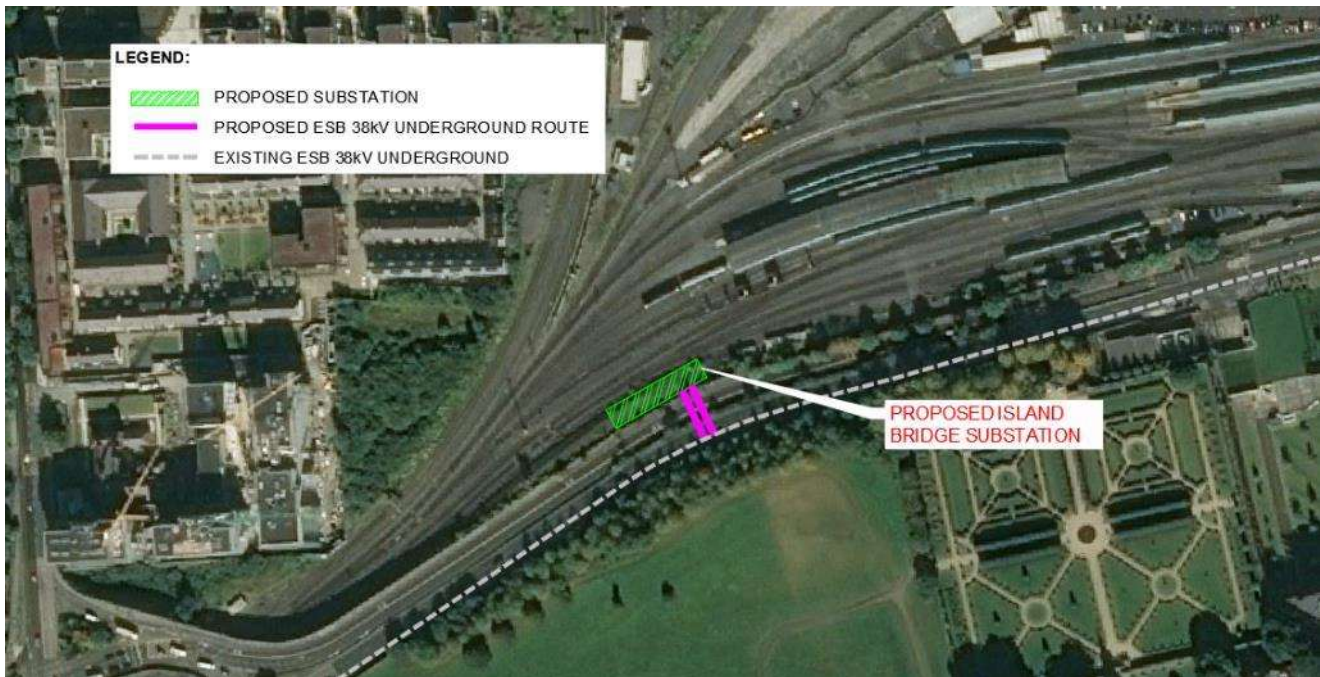 LEGEND:
PROPOSED SUBSTATION
PROPOSED ESB 38kV UNDERGROUND ROUTE
EXISTING ESB 38kV UNDERGROUND
PROPOSED ISLAND
BRIDGE SUBSTATION